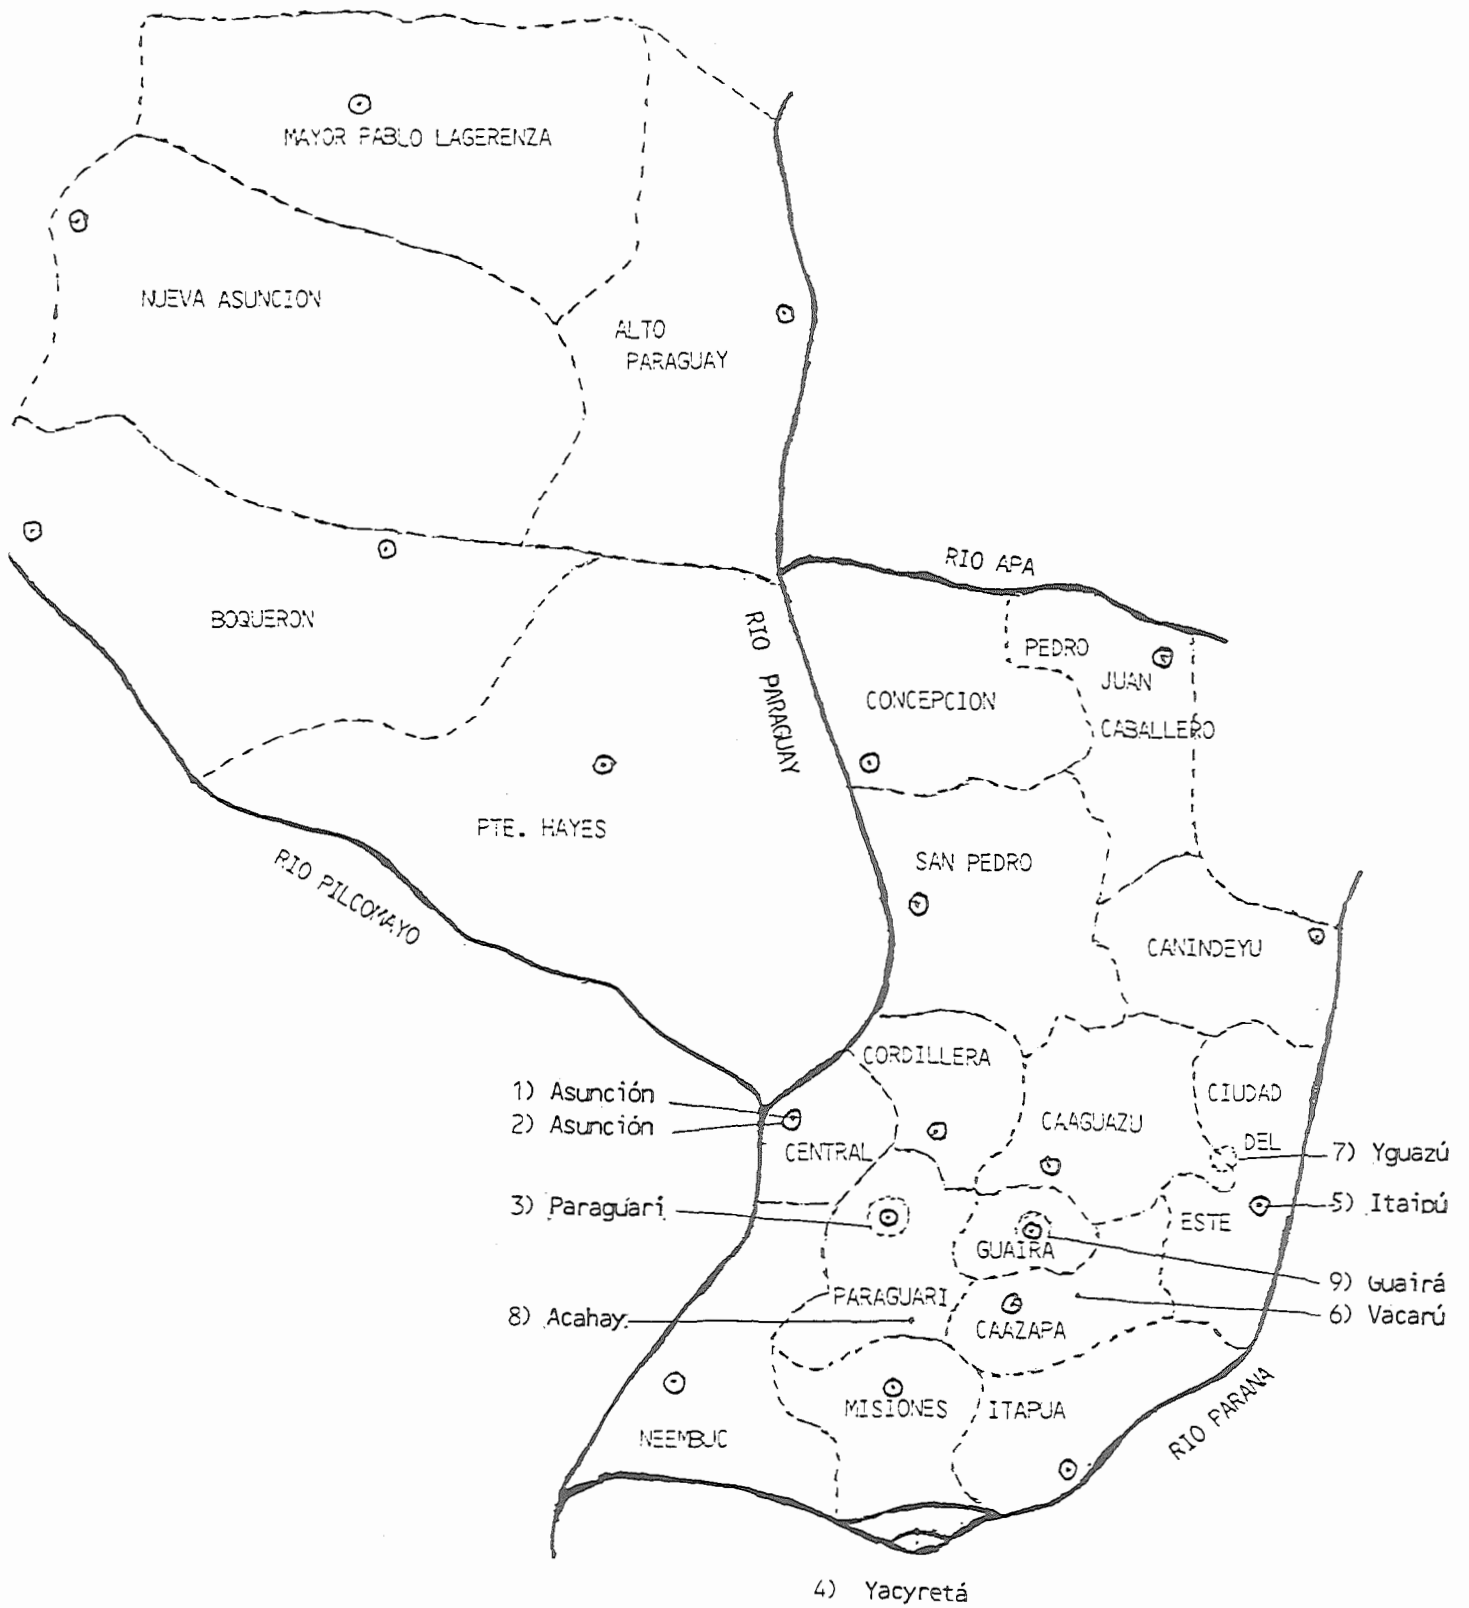 MAYOR PABLO LAGERENZA
NUEVA ASUNCION
ALTO
PARAGUAY
RIO APA
BOQUERON
RIO PARAGUAY
PEDRO
JUAN
CABALLERO
CONCEPCION
PTE. HAYES
RIO PILCOMAYO
SAN PEDRO
CANINDEYU
CORDILLERA
1) Asunción
2) Asunción
CENTRAL
CAAGUAZU
CIUDAD
DEL
ESTE
7) Yguazú
3) Paraguarí
5) Itaipú
GUAIRA
9) Guairá
PARAGUARI
8) Acahay
CAAZAPA
6) Vacarú
MISIONES
ITAPUA
NEEMBUC
RIO PARANA
4) Yacyretá